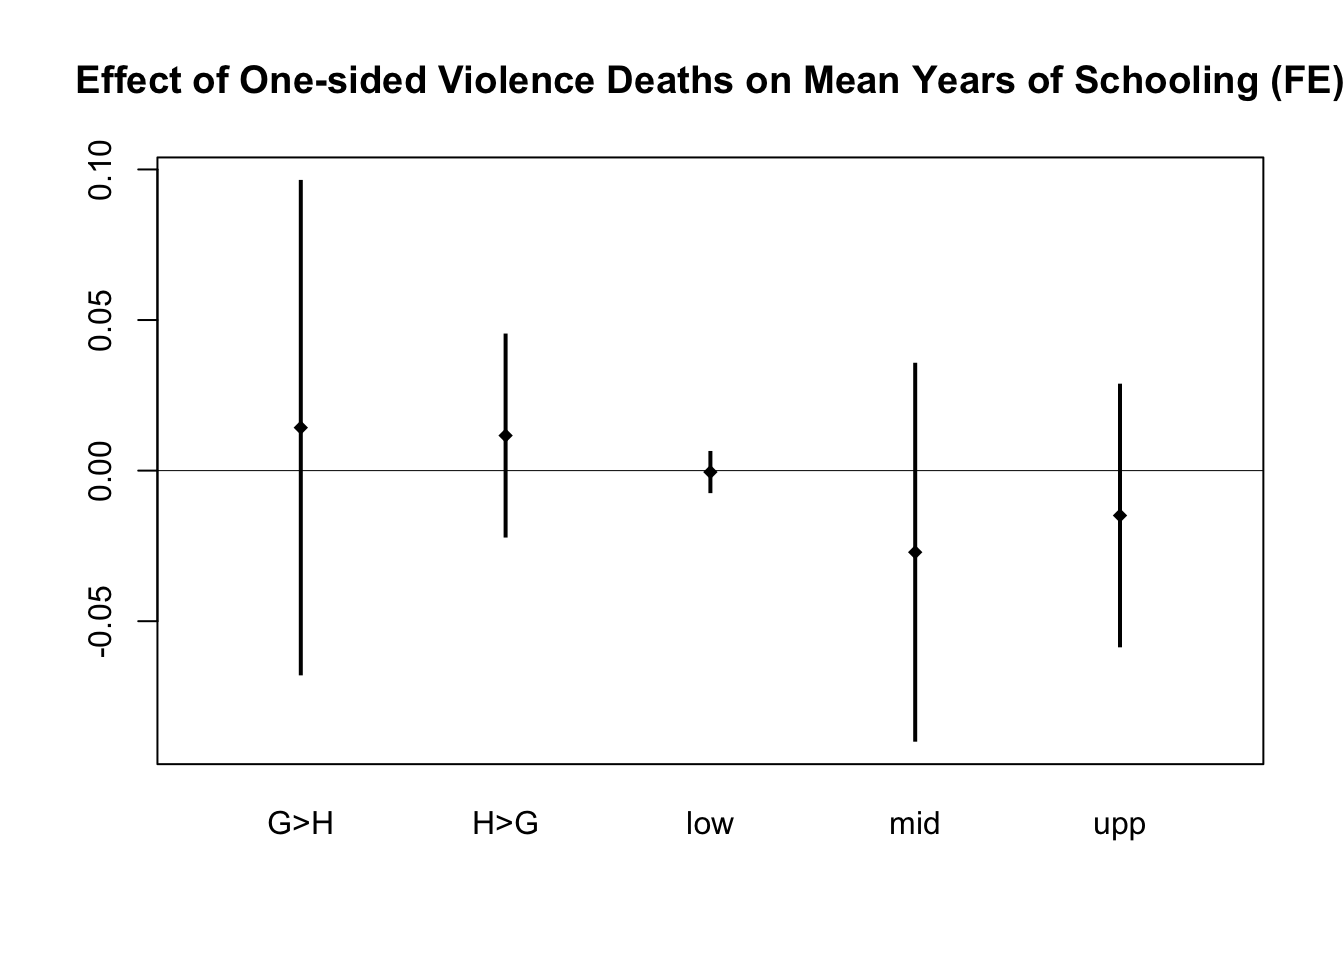 Effect of One-sided Violence Deaths on Mean Years of Schooling (FE)
0.10
0.05
0.00
-0.05
G>H H>G low mid upp